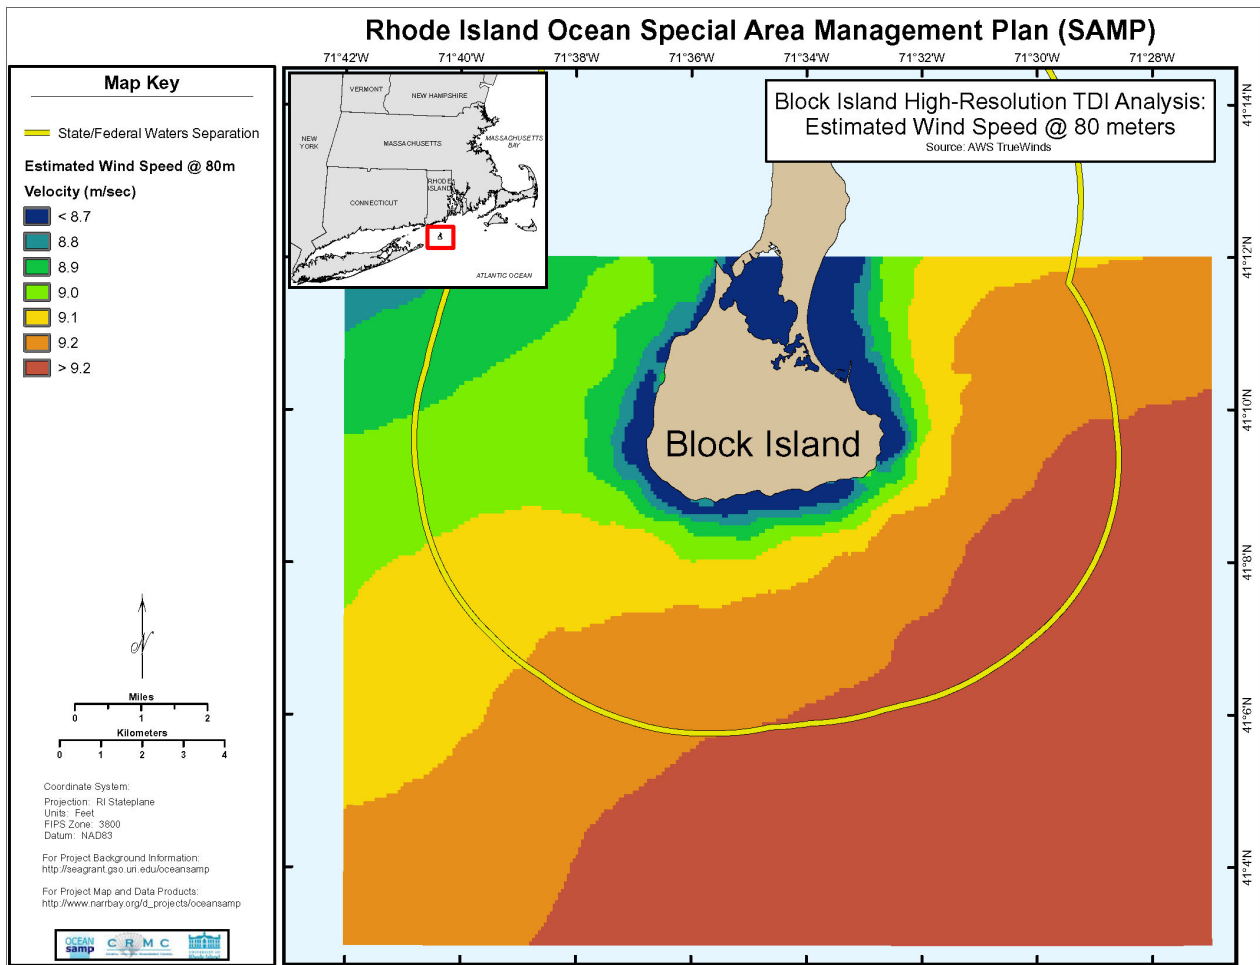 Rhode Island Ocean Special Area Management Plan (SAMP)
71°42'W
71°40'W
71°38'W
71°36'W
71°34'W
71°32'W
71°30'W
71°28'W
Map Key
State/Federal Waters Separation
Estimated Wind Speed @ 80m
Velocity (m/sec)
< 8.7
8.8
8.9
9.0
9.1
9.2
> 9.2
N
Miles
0 1 2
Kilometers
0 1 2 3 4
Coordinate System:
Projection: RI Stateplane
Units: Feet
FIPS Zone: 3800
Datum: NAD83
For Project Background Information:
http://seagrant.gso.uri.edu/oceansamp
For Project Map and Data Products:
http://www.narrbay.org/d_projects/oceansamp
OCEAN
samp
C R M C
VERMONT
NEW HAMPSHIRE
NEW
YORK
MASSACHUSETTS
MASSACHUSETTS
BAY
RHODE
ISLAND
CONNECTICUT
ATLANTIC OCEAN
Block Island High-Resolution TDI Analysis:
Estimated Wind Speed @ 80 meters
Source: AWS TrueWinds
Block Island
41°14'N
41°12'N
41°10'N
41°8'N
41°6'N
41°4'N